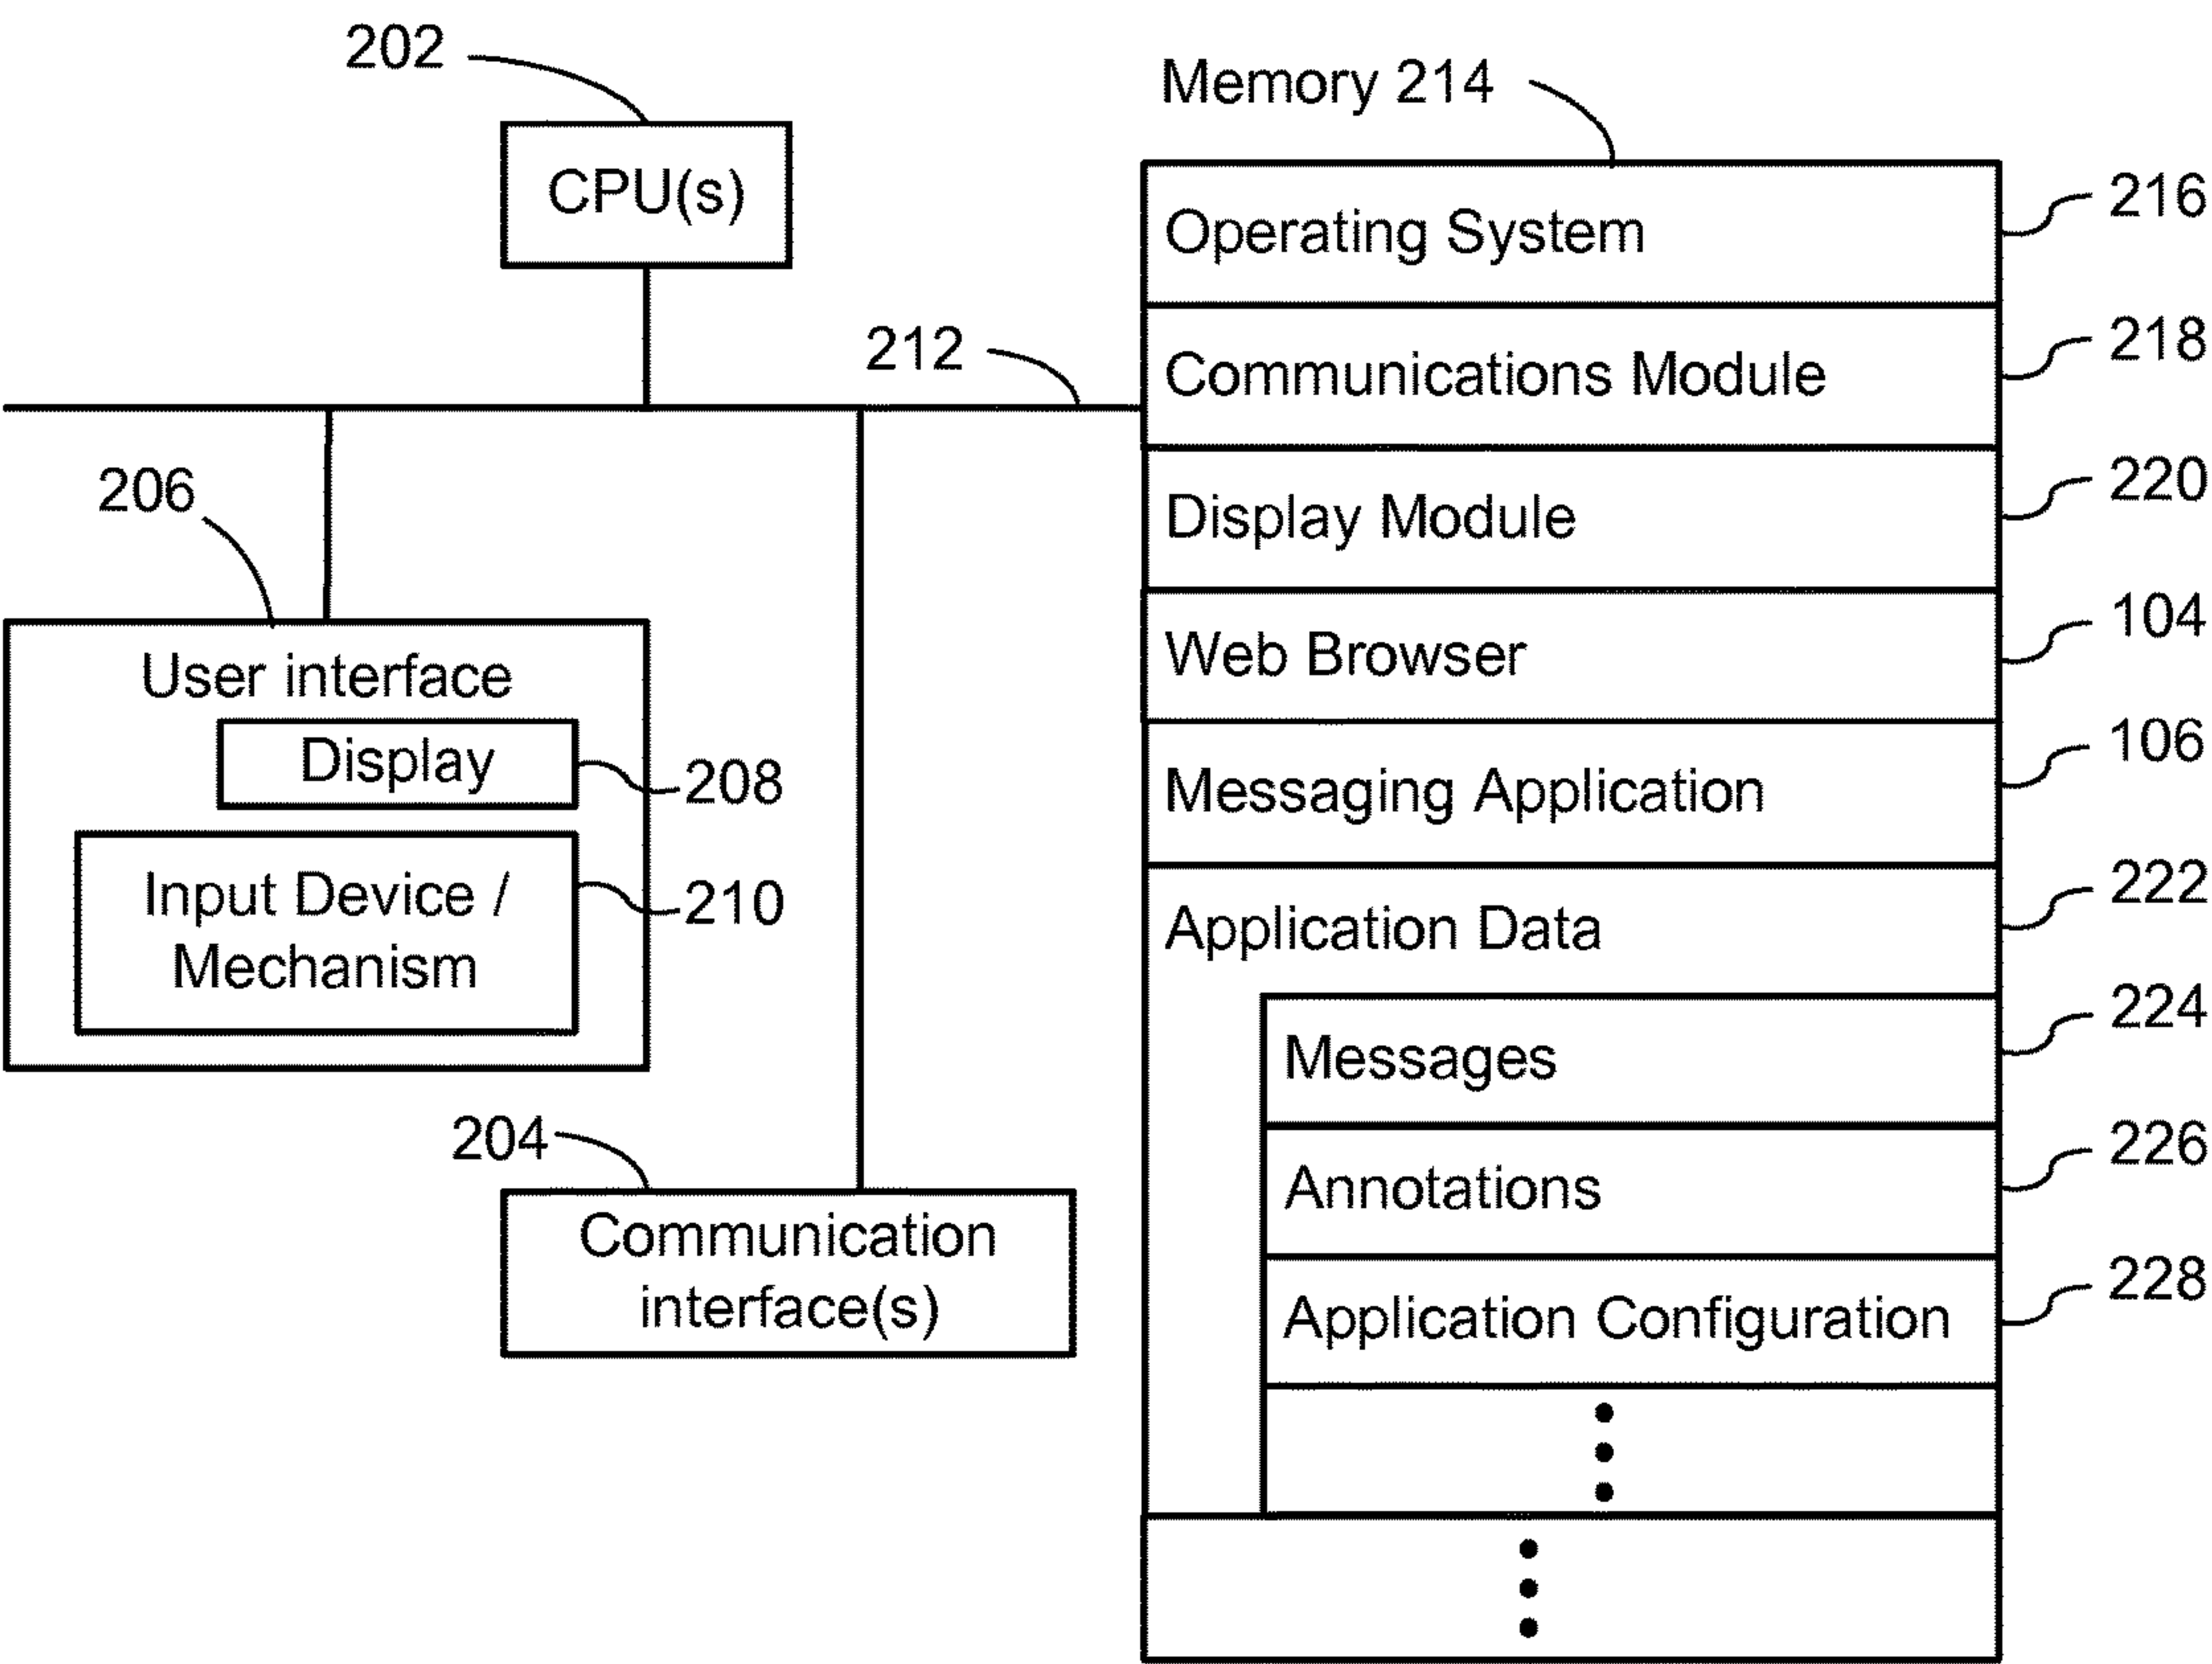 202
CPU(s)
212
206
User interface
Display
208
Input Device /
Mechanism
210
204
Communication
interface(s)
Memory 214
Operating System
216
Communications Module
218
Display Module
220
Web Browser
104
Messaging Application
106
Application Data
222
Messages
224
Annotations
226
Application Configuration
228